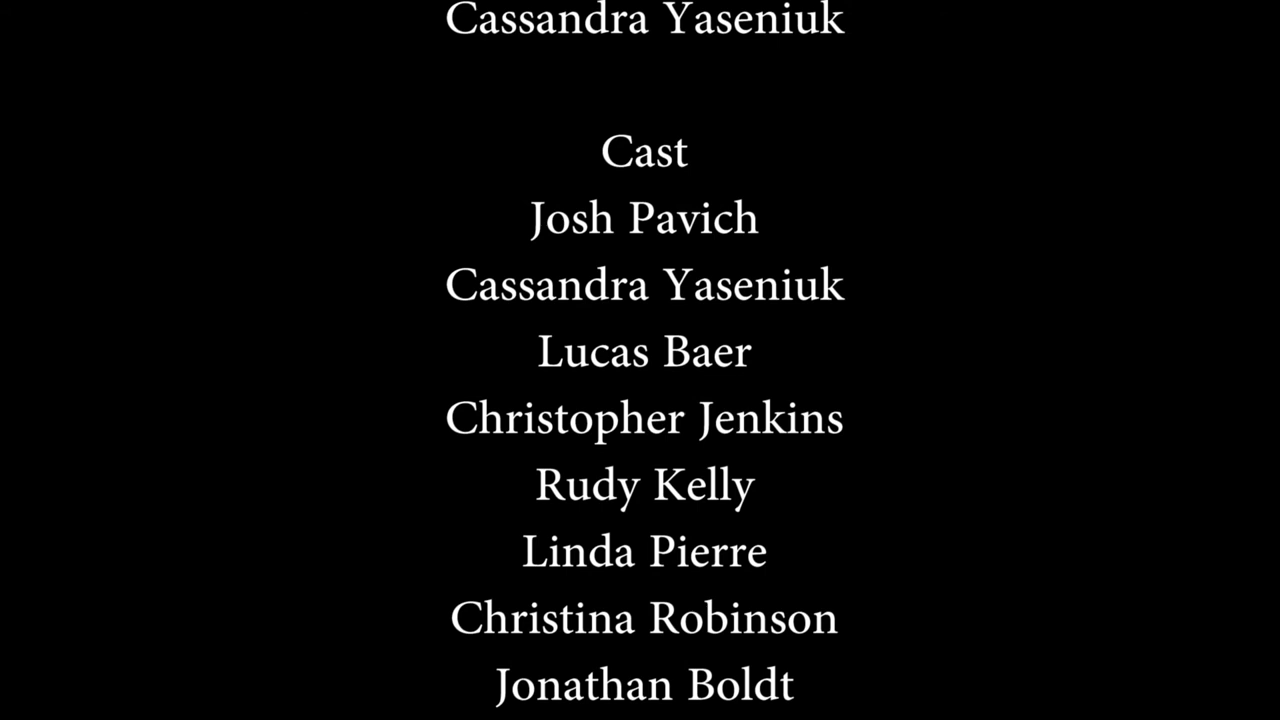 Cassandra Yaseniuk
Cast
Josh Pavich
Cassandra Yaseniuk
Lucas Baer
Christopher Jenkins
Rudy Kelly
Linda Pierre
Christina Robinson
Jonathan Boldt